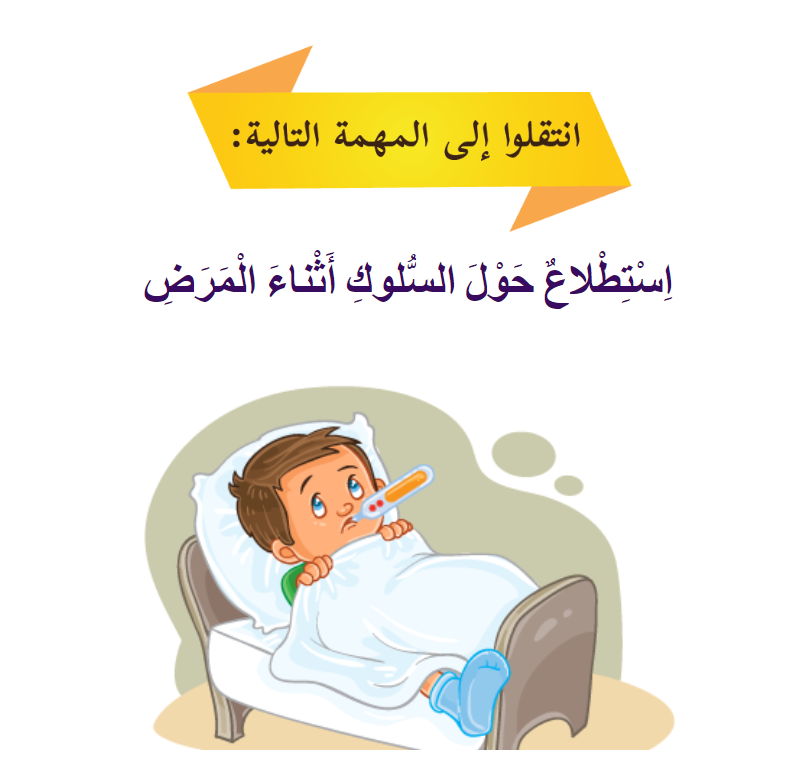 انتقلوا إلى المهمة التالية:
اِسْتِطْلاعٌ حَوْلَ السُّلوكِ أَثْناءَ الْمَرَضِ